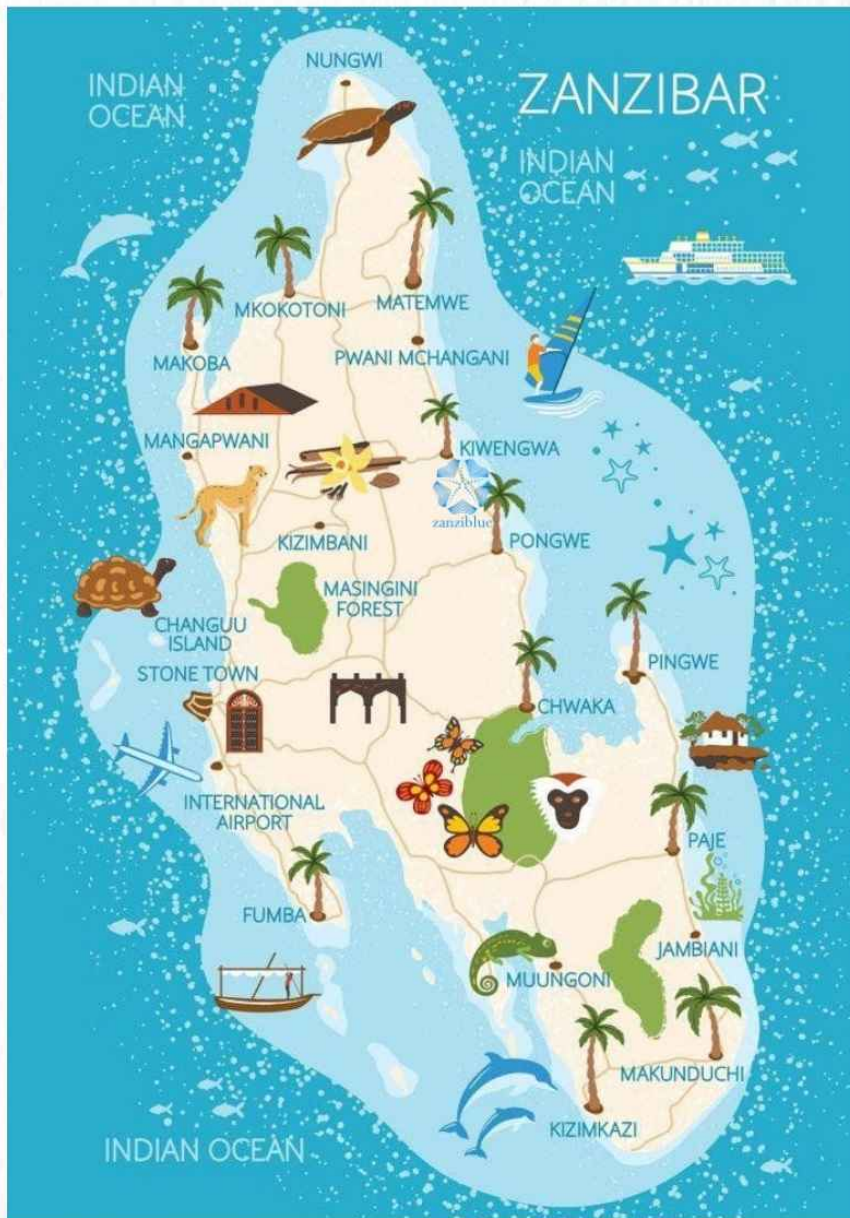 NUNGWI
INDIAN
OCEAN
ZANZIBAR
INDIAN
OCEAN
MKOKOTONI
MATEMWE
MAKOBA
PWANI MCHANGANI
MANGAPWANI
KIWENGWA
zanziblue
KIZIMBANI
PONGWE
MASINGINI
FOREST
CHANGUU
ISLAND
STONE TOWN
PINGWE
CHWAKA
INTERNATIONAL
AIRPORT
PAJE
FUMBA
JAMBIANI
MUUNGONI
MAKUNDUCHI
KIZIMKAZI
INDIAN OCEAN